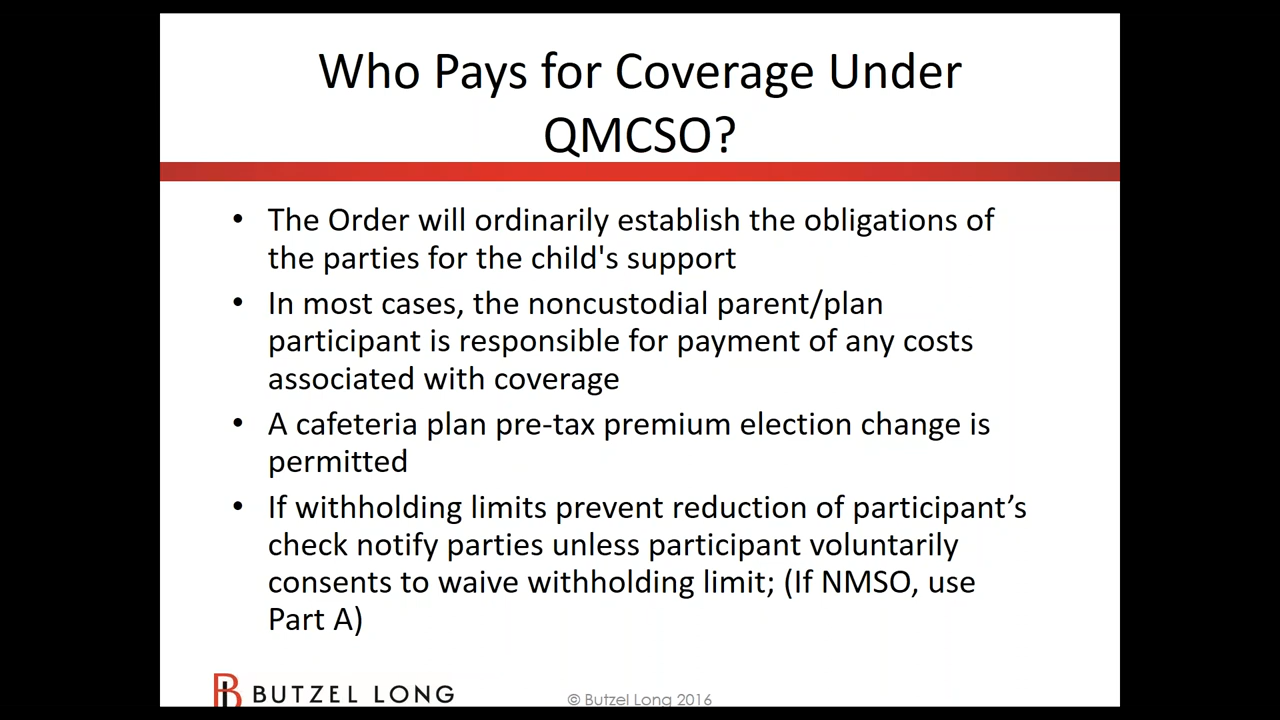 Who Pays for Coverage Under
QMCSO?
• The Order will ordinarily establish the obligations of
the parties for the child's support
• In most cases, the noncustodial parent/plan
participant is responsible for payment of any costs
associated with coverage
• A cafeteria plan pre-tax premium election change is
permitted
• If withholding limits prevent reduction of participant’s
check notify parties unless participant voluntarily
consents to waive withholding limit; (If NMSO, use
Part A)
BUTZEL LONG
© Butzel Long 2016